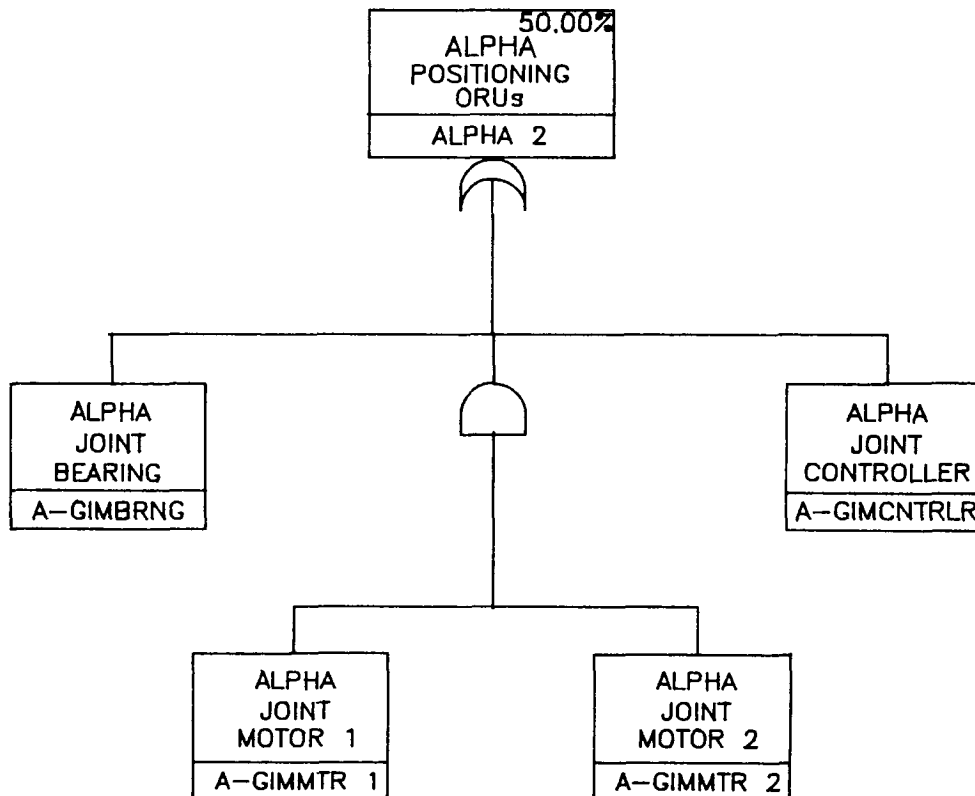 50.00%
ALPHA
POSITIONING
ORUs
ALPHA 2
ALPHA
JOINT
BEARING
A-GIMBRNG
ALPHA
JOINT
CONTROLLER
A-GIMCNTRLR
ALPHA
JOINT
MOTOR 1
A-GIMMTR 1
ALPHA
JOINT
MOTOR 2
A-GIMMTR 2